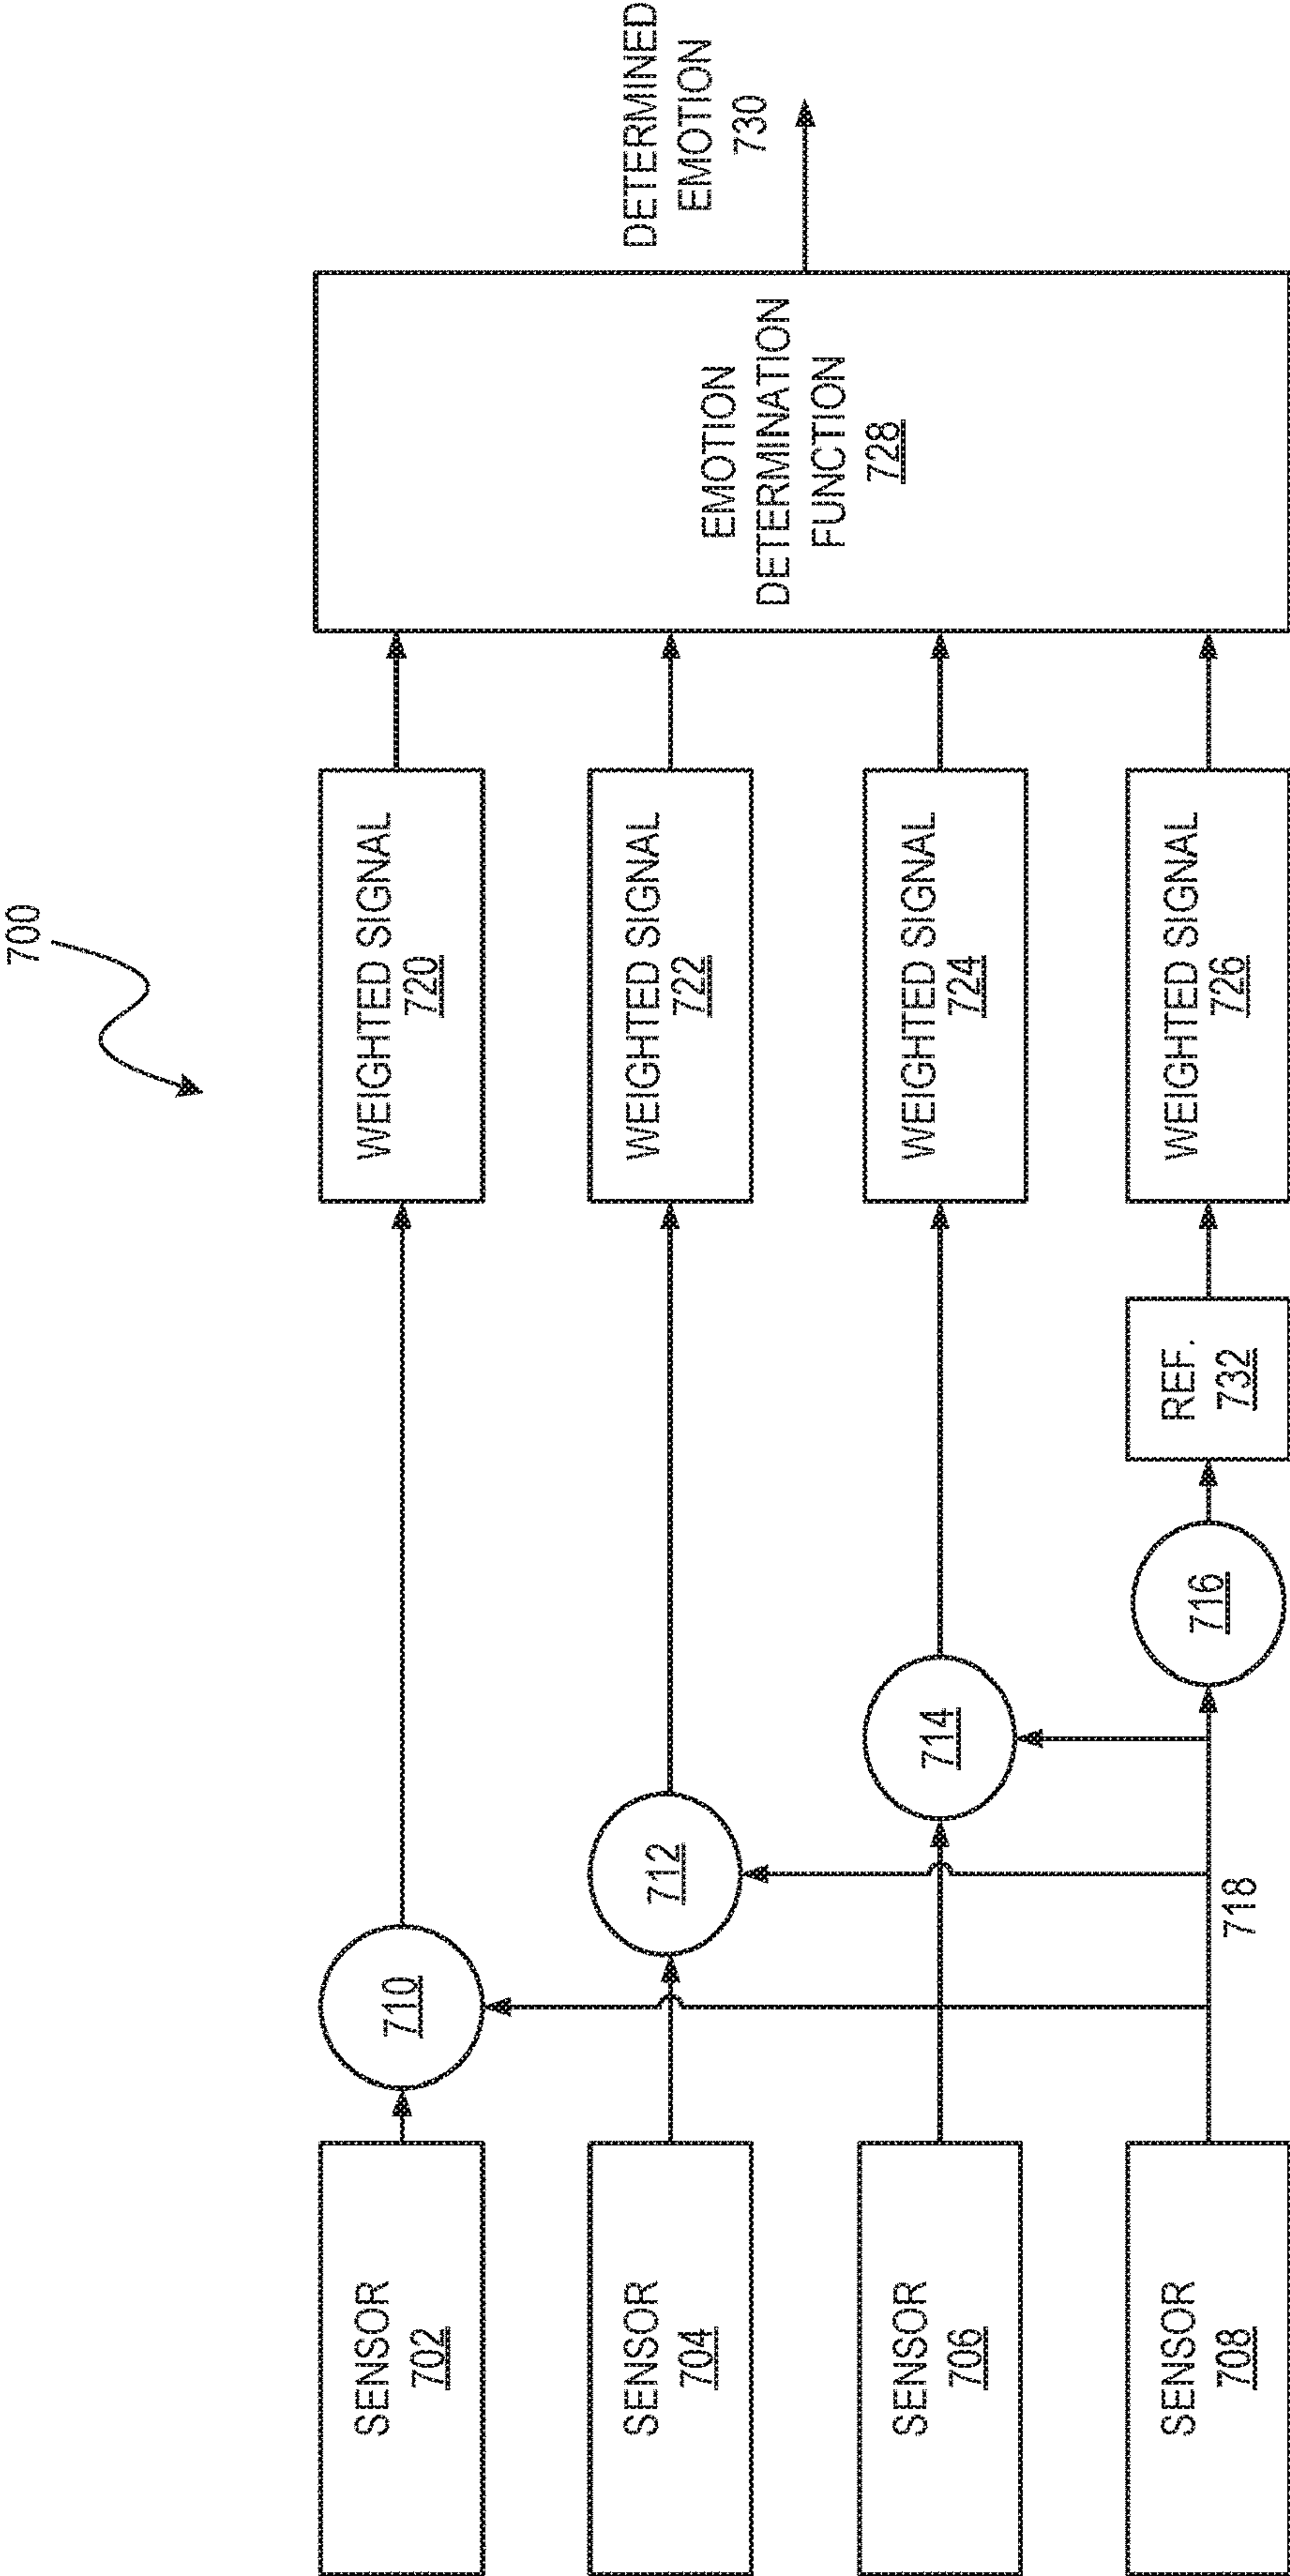 700
SENSOR
702
710
WEIGHTED SIGNAL
720
SENSOR
704
712
WEIGHTED SIGNAL
722
SENSOR
706
714
WEIGHTED SIGNAL
724
SENSOR
708
718
716
REF.
732
WEIGHTED SIGNAL
726
EMOTION
DETERMINATION
FUNCTION
728
DETERMINED
EMOTION
730